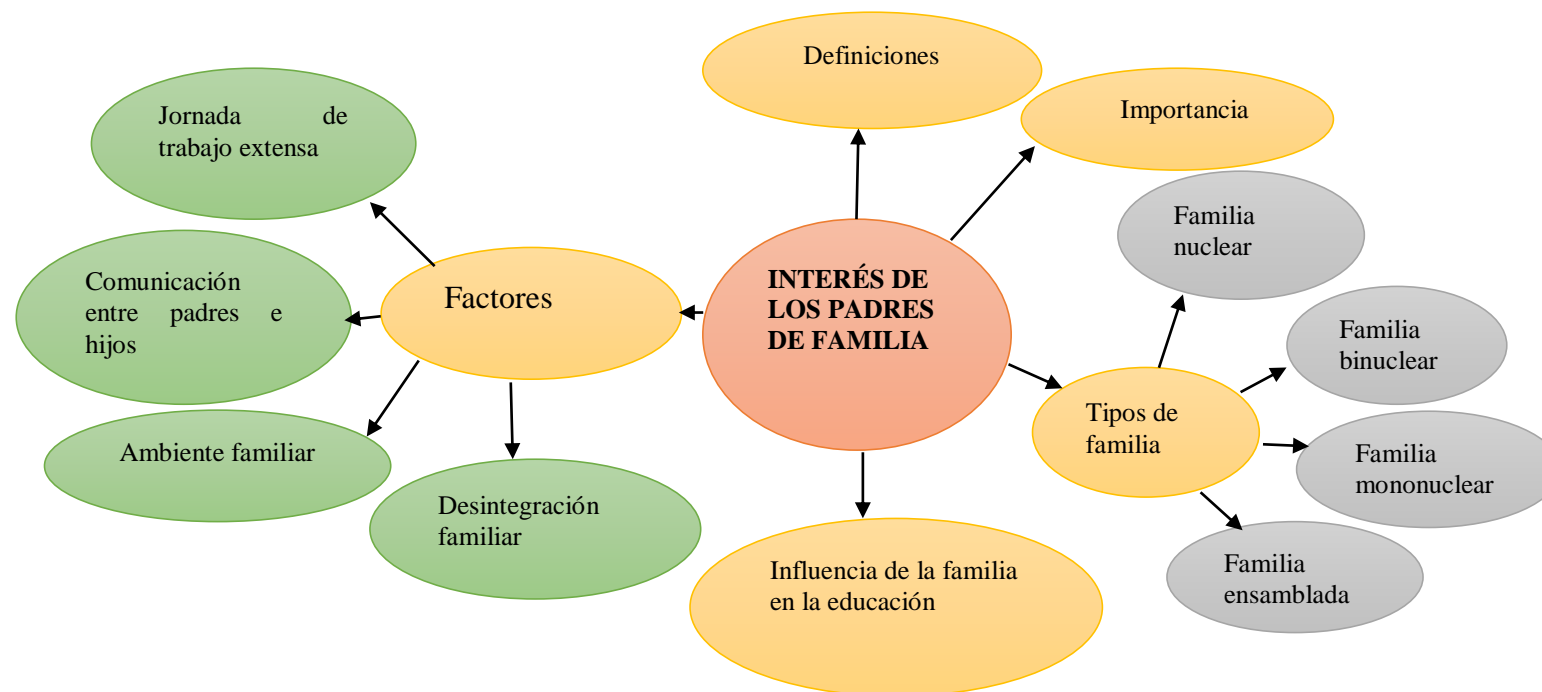 Definiciones
Importancia
Jornada de
trabajo extensa
Familia
nuclear
Comunicación
entre padres e
hijos
Factores
INTERÉS DE
LOS PADRES
DE FAMILIA
Familia
binuclear
Tipos de
familia
Ambiente familiar
Familia
mononuclear
Desintegración
familiar
Influencia de la familia
en la educación
Familia
ensamblada